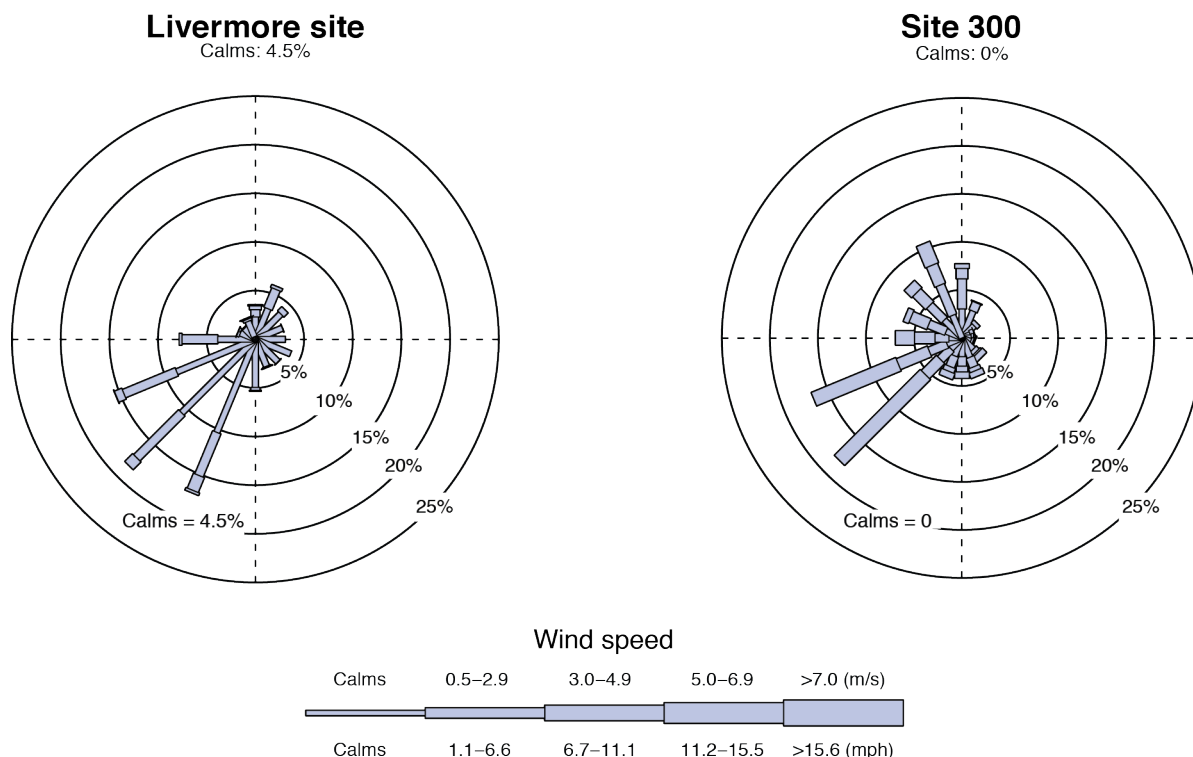 Livermore site
Calms: 4.5%
5%
10%
15%
20%
25%
Calms = 4.5%
Site 300
Calms: 0%
5%
10%
15%
20%
25%
Calms = 0
Wind speed
Calms 0.5–2.9 3.0–4.9 5.0–6.9 >7.0 (m/s)
Calms 1.1–6.6 6.7–11.1 11.2–15.5 >15.6 (mph)